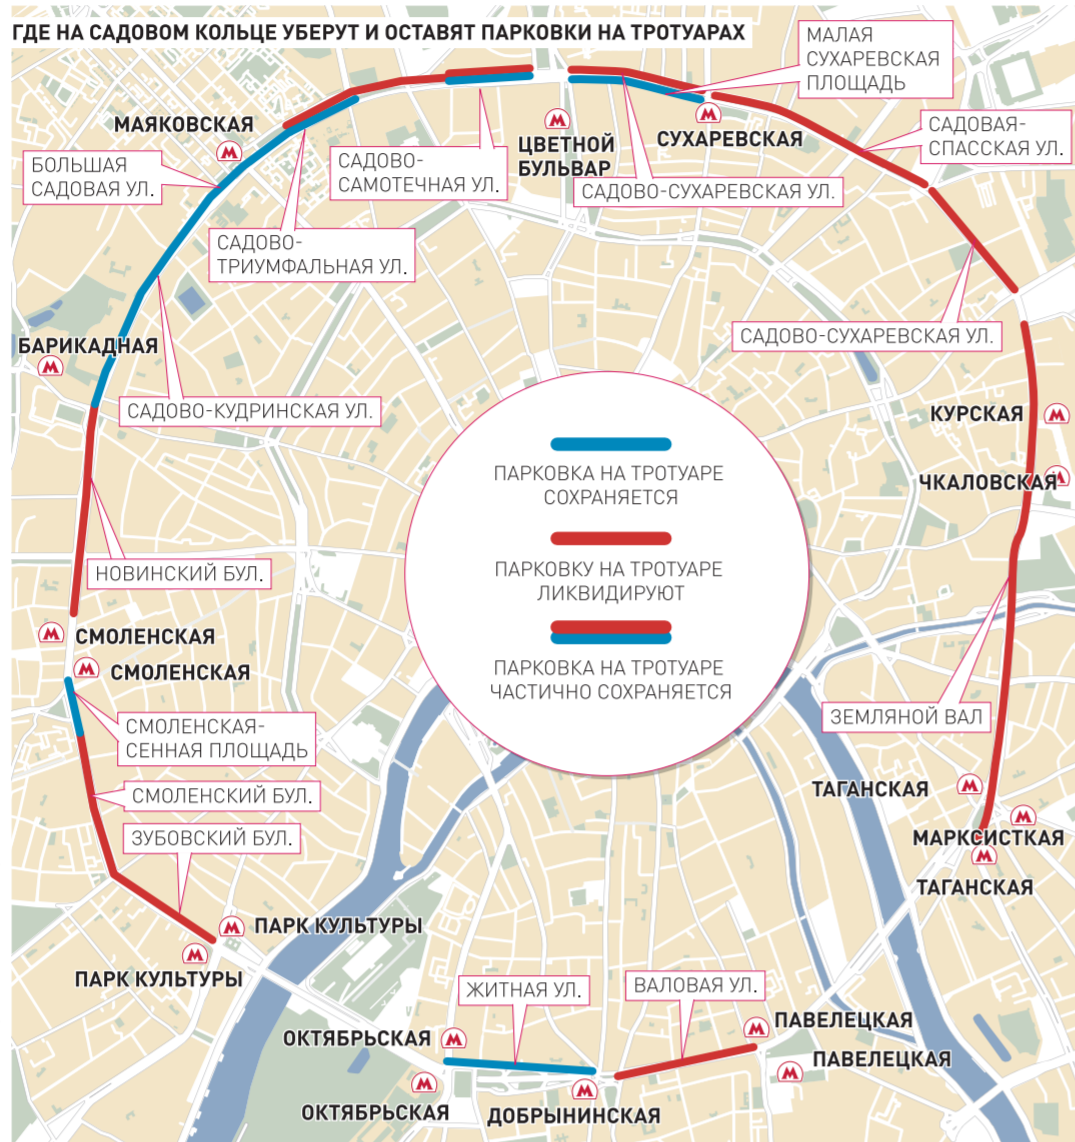 ГДЕ НА САДОВОМ КОЛЬЦЕ УБЕРУТ И ОСТАВЯТ ПАРКОВКИ НА ТРОТУАРАХ
МАЛАЯ
СУХАРЕВСКАЯ
ПЛОЩАДЬ
МАЯКОВСКАЯ
М
БОЛЬШАЯ
САДОВАЯ УЛ.
САДОВО-
САМОТЕЧНАЯ УЛ.
М
ЦВЕТНОЙ
БУЛЬВАР
М
СУХАРЕВСКАЯ
САДОВАЯ-
СПАССКАЯ УЛ.
САДОВО-СУХАРЕВСКАЯ УЛ.
САДОВО-
ТРИУМФАЛЬНАЯ УЛ.
САДОВО-СУХАРЕВСКАЯ УЛ.
БАРИКАДНАЯ
М
САДОВО-КУДРИНСКАЯ УЛ.
КУРСКАЯ
М
ЧКАЛОВСКАЯ
М
ПАРКОВКА НА ТРОТУАРЕ
СОХРАНЯЕТСЯ
ПАРКОВКУ НА ТРОТУАРЕ
ЛИКВИДИРУЮТ
ПАРКОВКА НА ТРОТУАРЕ
ЧАСТИЧНО СОХРАНЯЕТСЯ
НОВИНСКИЙ БУЛ.
М
СМОЛЕНСКАЯ
М
СМОЛЕНСКАЯ
СМОЛЕНСКАЯ-
СЕННАЯ ПЛОЩАДЬ
ЗЕМЛЯНОЙ ВАЛ
СМОЛЕНСКИЙ БУЛ.
ЗУБОВСКИЙ БУЛ.
ТАГАНСКАЯ
М
М
МАРКСИСТКАЯ
М
ТАГАНСКАЯ
М
ПАРК КУЛЬТУРЫ
М
ПАРК КУЛЬТУРЫ
ЖИТНАЯ УЛ.
ВАЛОВАЯ УЛ.
ОКТЯБРЬСКАЯ
М
М
ПАВЕЛЕЦКАЯ
М
ПАВЕЛЕЦКАЯ
М
ОКТЯБРЬСКАЯ
М
ДОБРЫНИНСКАЯ